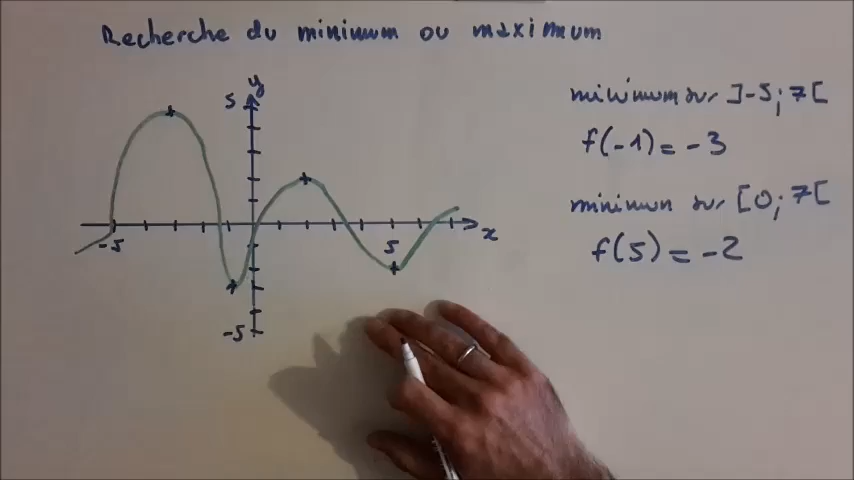 Recherche du minimum ou maximum
y
5
minimum sur ]-5;7[
f(-1) = -3
minimum sur [0;7[
f(5) = -2
-5
5
x
-5